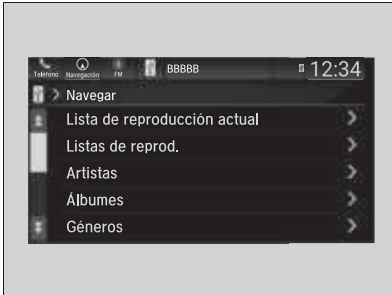 Teléfono Navegación FM BBBBB 12:34
Navegar
Lista de reproducción actual
Listas de reprod.
Artistas
Álbumes
Géneros